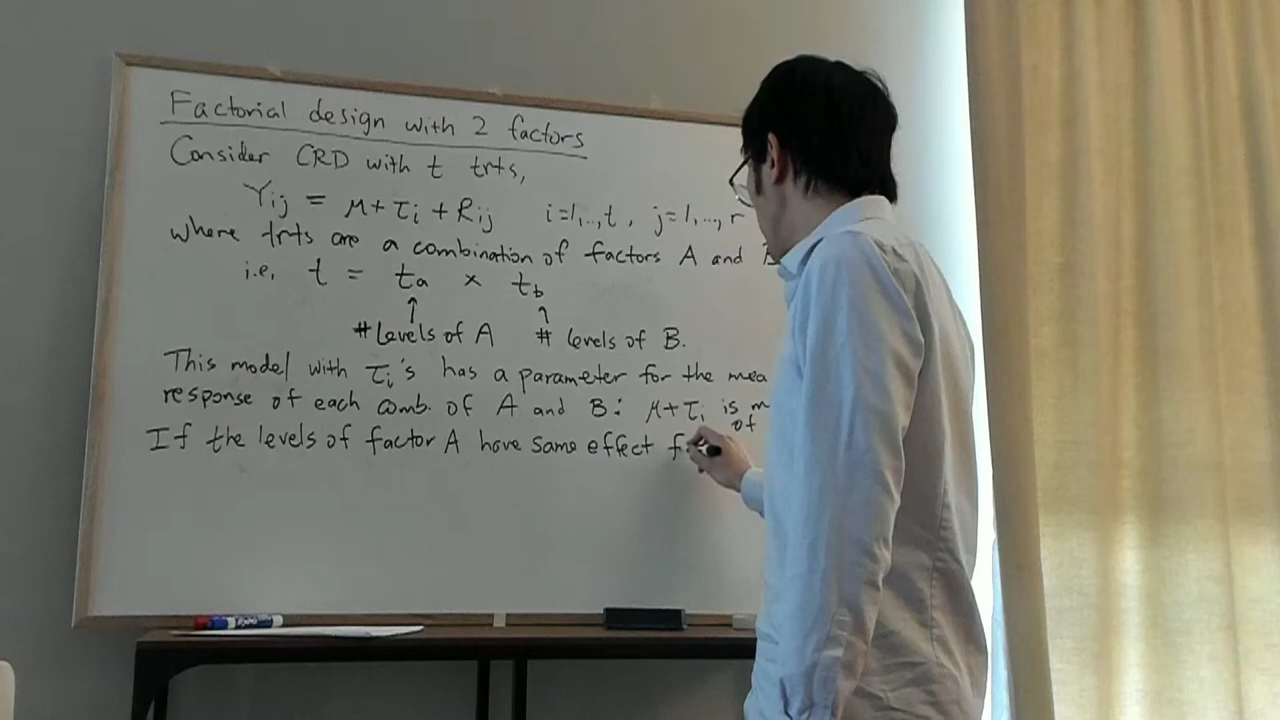 Factorial design with 2 factors
Consider CRD with t trts,
Yij = μ + τi + Rij i=1,..,t , j=1,...,r
where trts are a combination of factors A and
i.e. t = ta × tb
↑ ↑
# Levels of A # levels of B.
This model with τi's has a parameter for the mea
response of each comb. of A and B: μ+τi is m
of
If the levels of factor A have same effect f